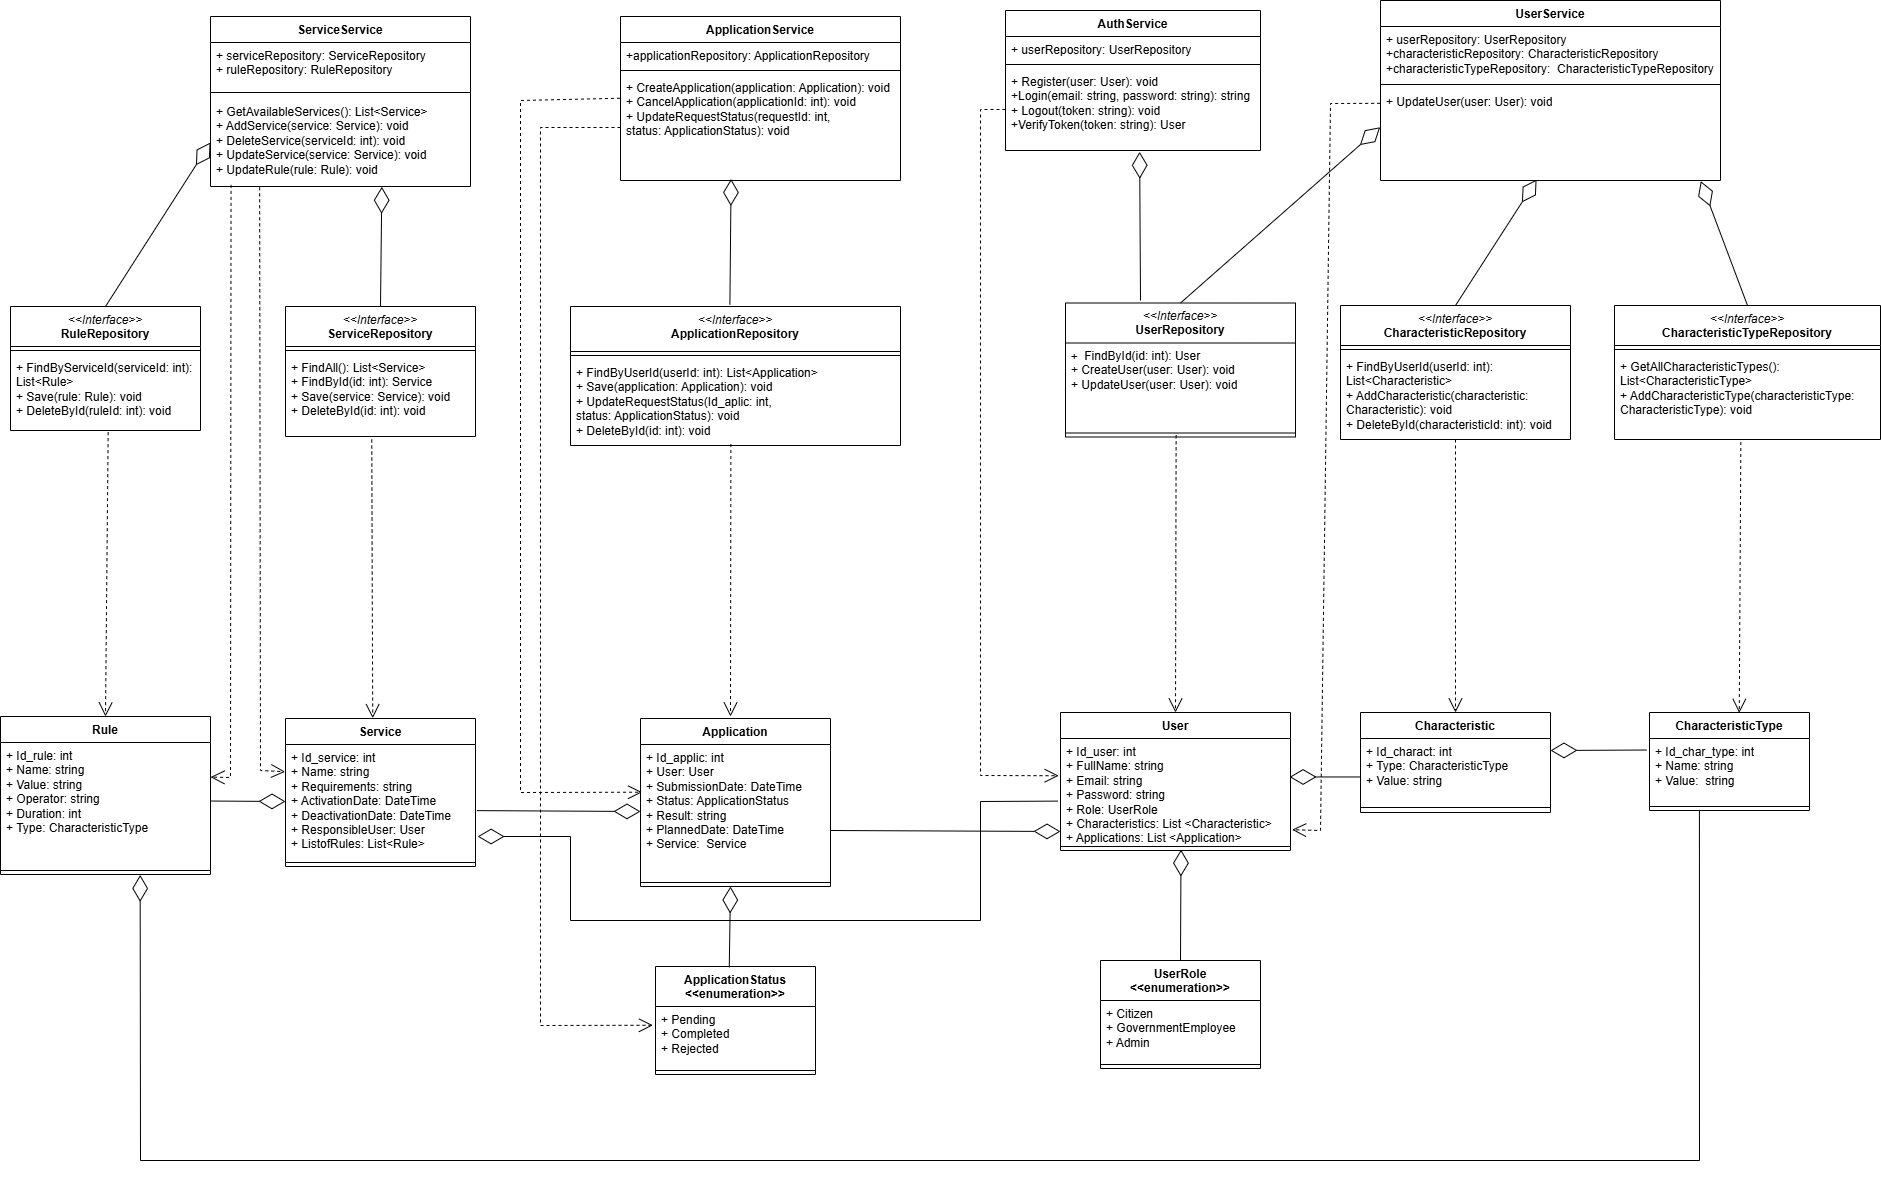 ServiceService
+ serviceRepository: ServiceRepository
+ ruleRepository: RuleRepository
+ GetAvailableServices(): List<Service>
+ AddService(service: Service): void
+ DeleteService(serviceId: int): void
+ UpdateService(service: Service): void
+ UpdateRule(rule: Rule): void
ApplicationService
+applicationRepository: ApplicationRepository
+ CreateApplication(application: Application): void
+ CancelApplication(applicationId: int): void
+ UpdateRequestStatus(requestId: int,
status: ApplicationStatus): void
AuthService
+ userRepository: UserRepository
+ Register(user: User): void
+Login(email: string, password: string): string
+ Logout(token: string): void
+VerifyToken(token: string): User
UserService
+ userRepository: UserRepository
+characteristicRepository: CharacteristicRepository
+characteristicTypeRepository:  CharacteristicTypeRepository
+ UpdateUser(user: User): void
<<Interface>>
RuleRepository
+ FindByServiceId(serviceId: int):
List<Rule>
+ Save(rule: Rule): void
+ DeleteById(ruleId: int): void
<<Interface>>
ServiceRepository
+ FindAll(): List<Service>
+ FindById(id: int): Service
+ Save(service: Service): void
+ DeleteById(id: int): void
<<Interface>>
ApplicationRepository
+ FindByUserId(userId: int): List<Application>
+ Save(application: Application): void
+ UpdateRequestStatus(Id_aplic: int,
status: ApplicationStatus): void
+ DeleteById(id: int): void
<<Interface>>
UserRepository
+  FindById(id: int): User
+ CreateUser(user: User): void
+ UpdateUser(user: User): void
<<Interface>>
CharacteristicRepository
+ FindByUserId(userId: int):
List<Characteristic>
+ AddCharacteristic(characteristic:
Characteristic): void
+ DeleteById(characteristicId: int): void
<<Interface>>
CharacteristicTypeRepository
+ GetAllCharacteristicTypes():
List<CharacteristicType>
+ AddCharacteristicType(characteristicType:
CharacteristicType): void
Rule
+ Id_rule: int
+ Name: string
+ Value: string
+ Operator: string
+ Duration: int
+ Type: CharacteristicType
Service
+ Id_service: int
+ Name: string
+ Requirements: string
+ ActivationDate: DateTime
+ DeactivationDate: DateTime
+ ResponsibleUser: User
+ ListofRules: List<Rule>
Application
+ Id_applic: int
+ User: User
+ SubmissionDate: DateTime
+ Status: ApplicationStatus
+ Result: string
+ PlannedDate: DateTime
+ Service:  Service
User
+ Id_user: int
+ FullName: string
+ Email: string
+ Password: string
+ Role: UserRole
+ Characteristics: List <Characteristic>
+ Applications: List <Application>
Characteristic
+ Id_charact: int
+ Type: CharacteristicType
+ Value: string
CharacteristicType
+ Id_char_type: int
+ Name: string
+ Value:  string
ApplicationStatus
<<enumeration>>
+ Pending
+ Completed
+ Rejected
UserRole
<<enumeration>>
+ Citizen
+ GovernmentEmployee
+ Admin